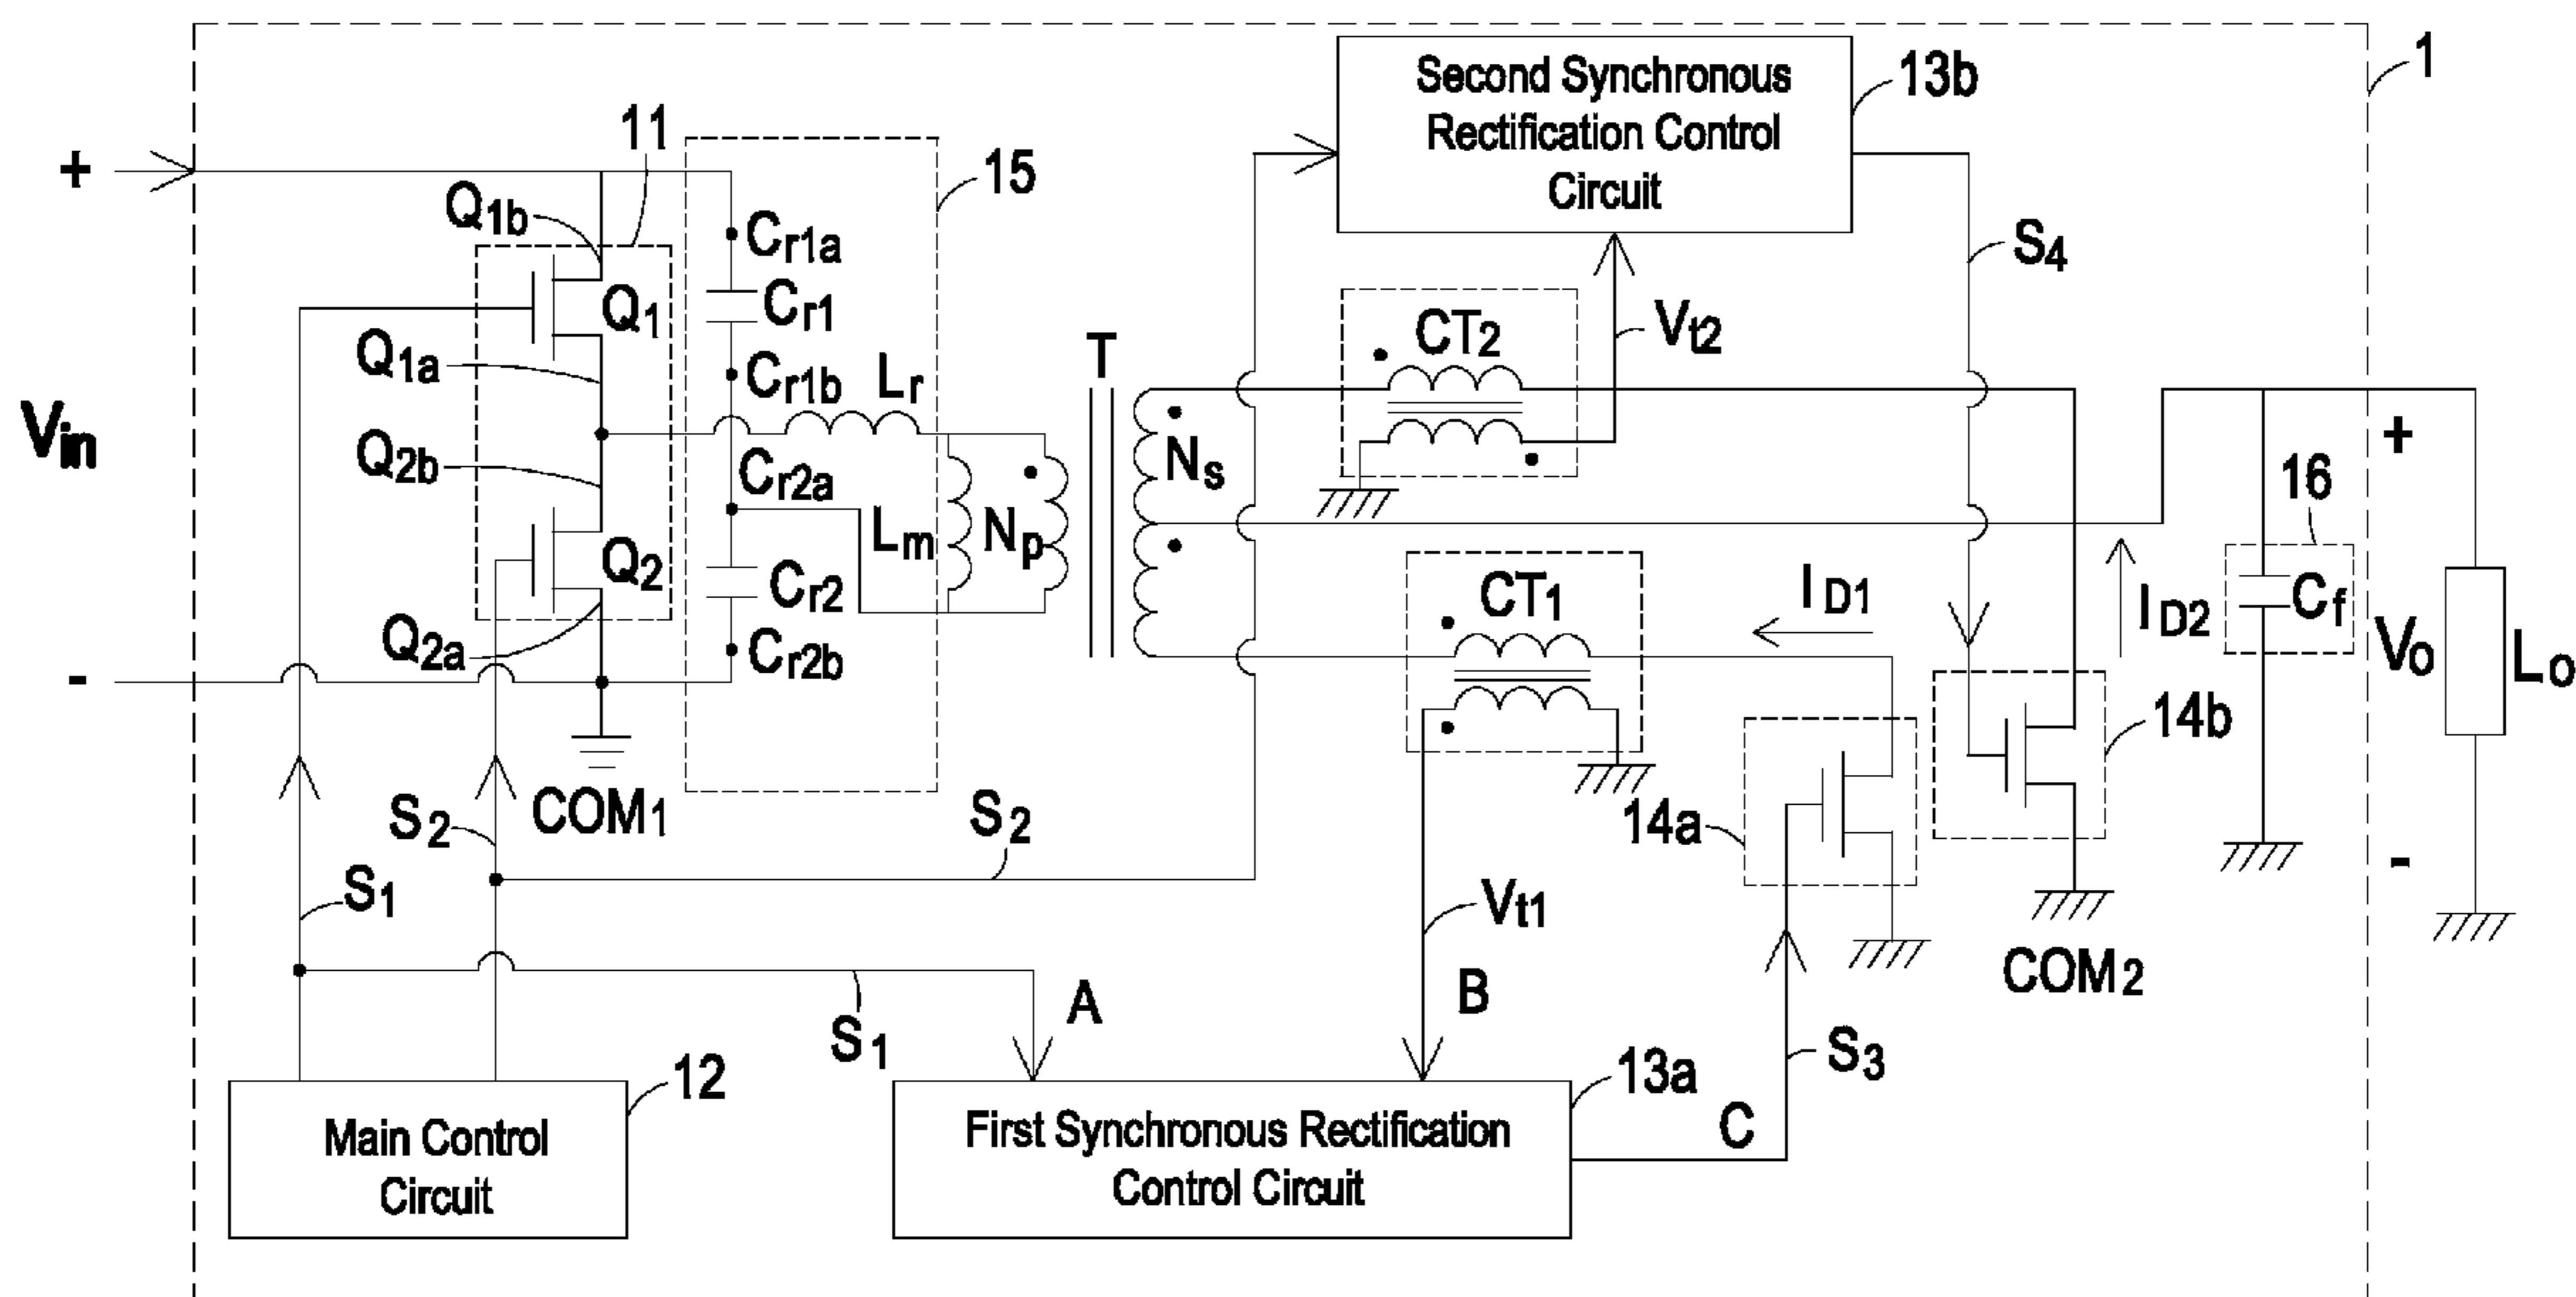 Second Synchronous
Rectification Control
Circuit
13b
1
11
15
+
Q1b
Cr1a
S4
Q1
Cr1
CT2
Vt2
Q1a
Cr1b
Lr
T
Vin
Q2b
Cr2a
Ns
+
16
Lm
Np
Q2
Cr2
CT1
ID1
ID2
Cf
Q2a
Cr2b
Vo
Lo
-
14b
S2
COM1
S2
14a
-
S1
Vt1
COM2
A
B
S1
S3
12
13a
C
Main Control
Circuit
First Synchronous Rectification
Control Circuit